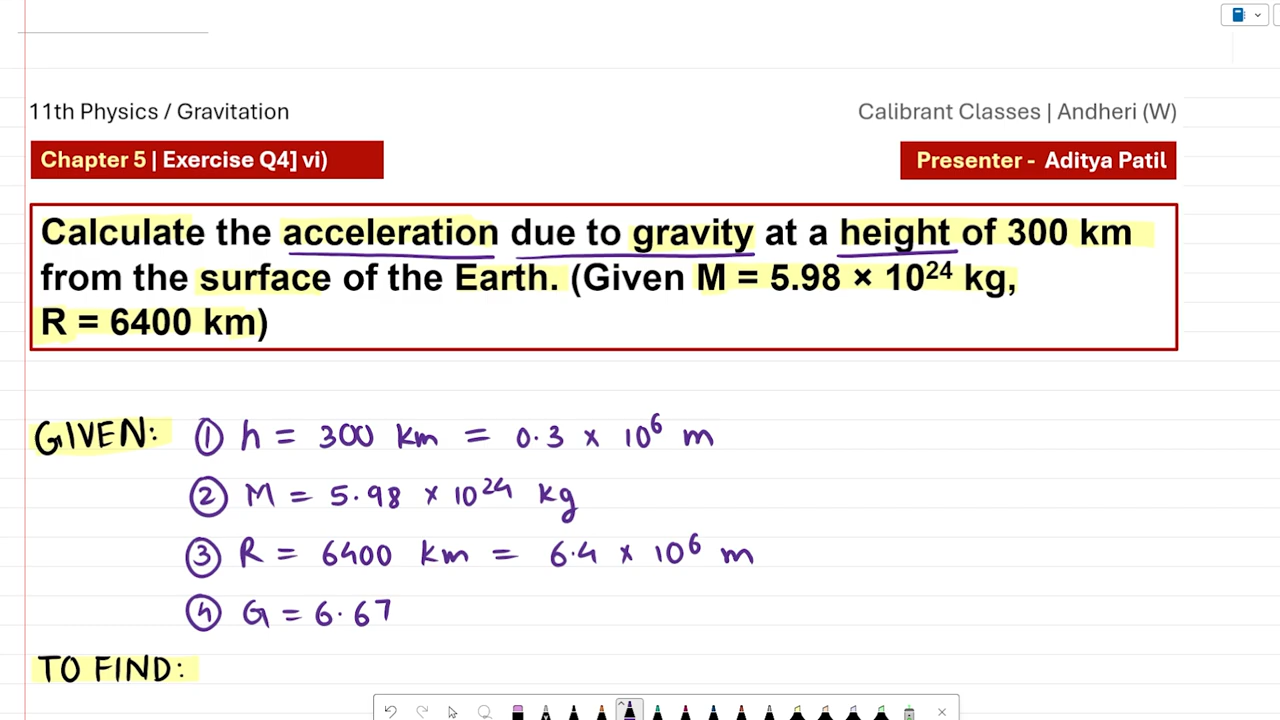 11th Physics / Gravitation
Calibrant Classes | Andheri (W)
Chapter 5 | Exercise Q4] vi)
Presenter - Aditya Patil
Calculate the acceleration due to gravity at a height of 300 km
from the surface of the Earth. (Given M = 5.98 × 10²⁴ kg,
R = 6400 km)
GIVEN: ① h = 300 km = 0.3 × 10⁶ m
② M = 5.98 × 10²⁴ kg
③ R = 6400 km = 6.4 × 10⁶ m
④ G = 6.67
TO FIND: